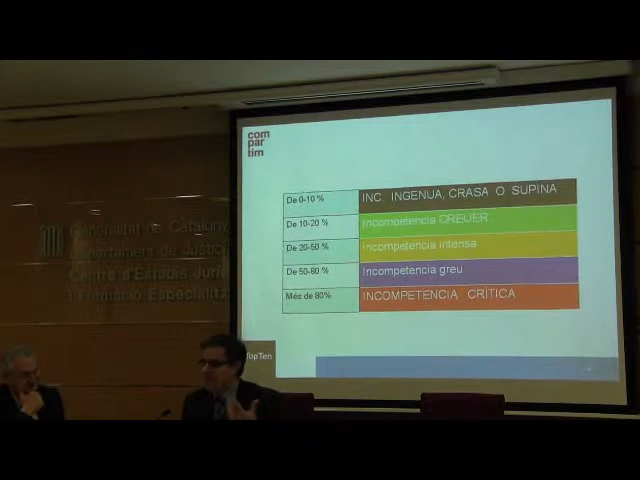 com
par
tim
De 0-10 %
INC INGENUA, CRASA O SUPINA
De 10-20 %
Incompetencia CREUER
De 20-50 %
Incompetencia intensa
De 50-80 %
Incompetencia greu
Més de 80%
INCOMPETENCIA CRÍTICA
TopTen
Generalitat de Catalunya
Departament de Justícia
Centre d'Estudis Jurídi
i Formació Especialitz